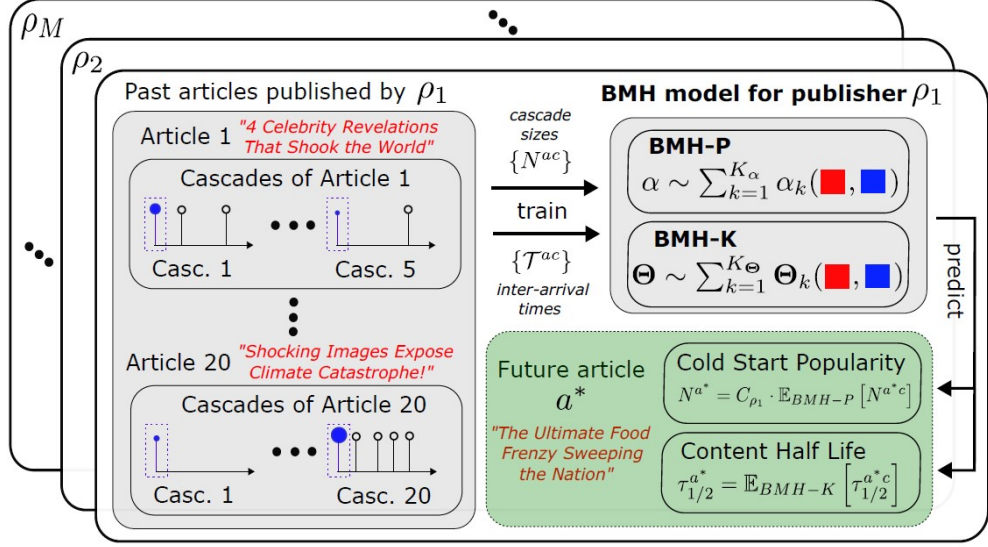 ρ_M
ρ_2
Past articles published by ρ_1
Article 1 "4 Celebrity Revelations
That Shook the World"
Cascades of Article 1
Casc. 1 Casc. 5
Article 20 "Shocking Images Expose
Climate Catastrophe!"
Cascades of Article 20
Casc. 1 Casc. 20
cascade
sizes
{N^{ac}}
train
{𝒯^{ac}}
inter-arrival
times
BMH model for publisher ρ_1
BMH-P
α ∼ ∑_{k=1}^{K_α} α_k(■, ■)
BMH-K
Θ ∼ ∑_{k=1}^{K_Θ} Θ_k(■, ■)
predict
Future article
a*
"The Ultimate Food
Frenzy Sweeping
the Nation"
Cold Start Popularity
N^{a*} = C_{ρ_1} · 𝔼_{BMH−P} [N^{a*c}]
Content Half Life
τ_{1/2}^{a*} = 𝔼_{BMH−K} [τ_{1/2}^{a*c}]